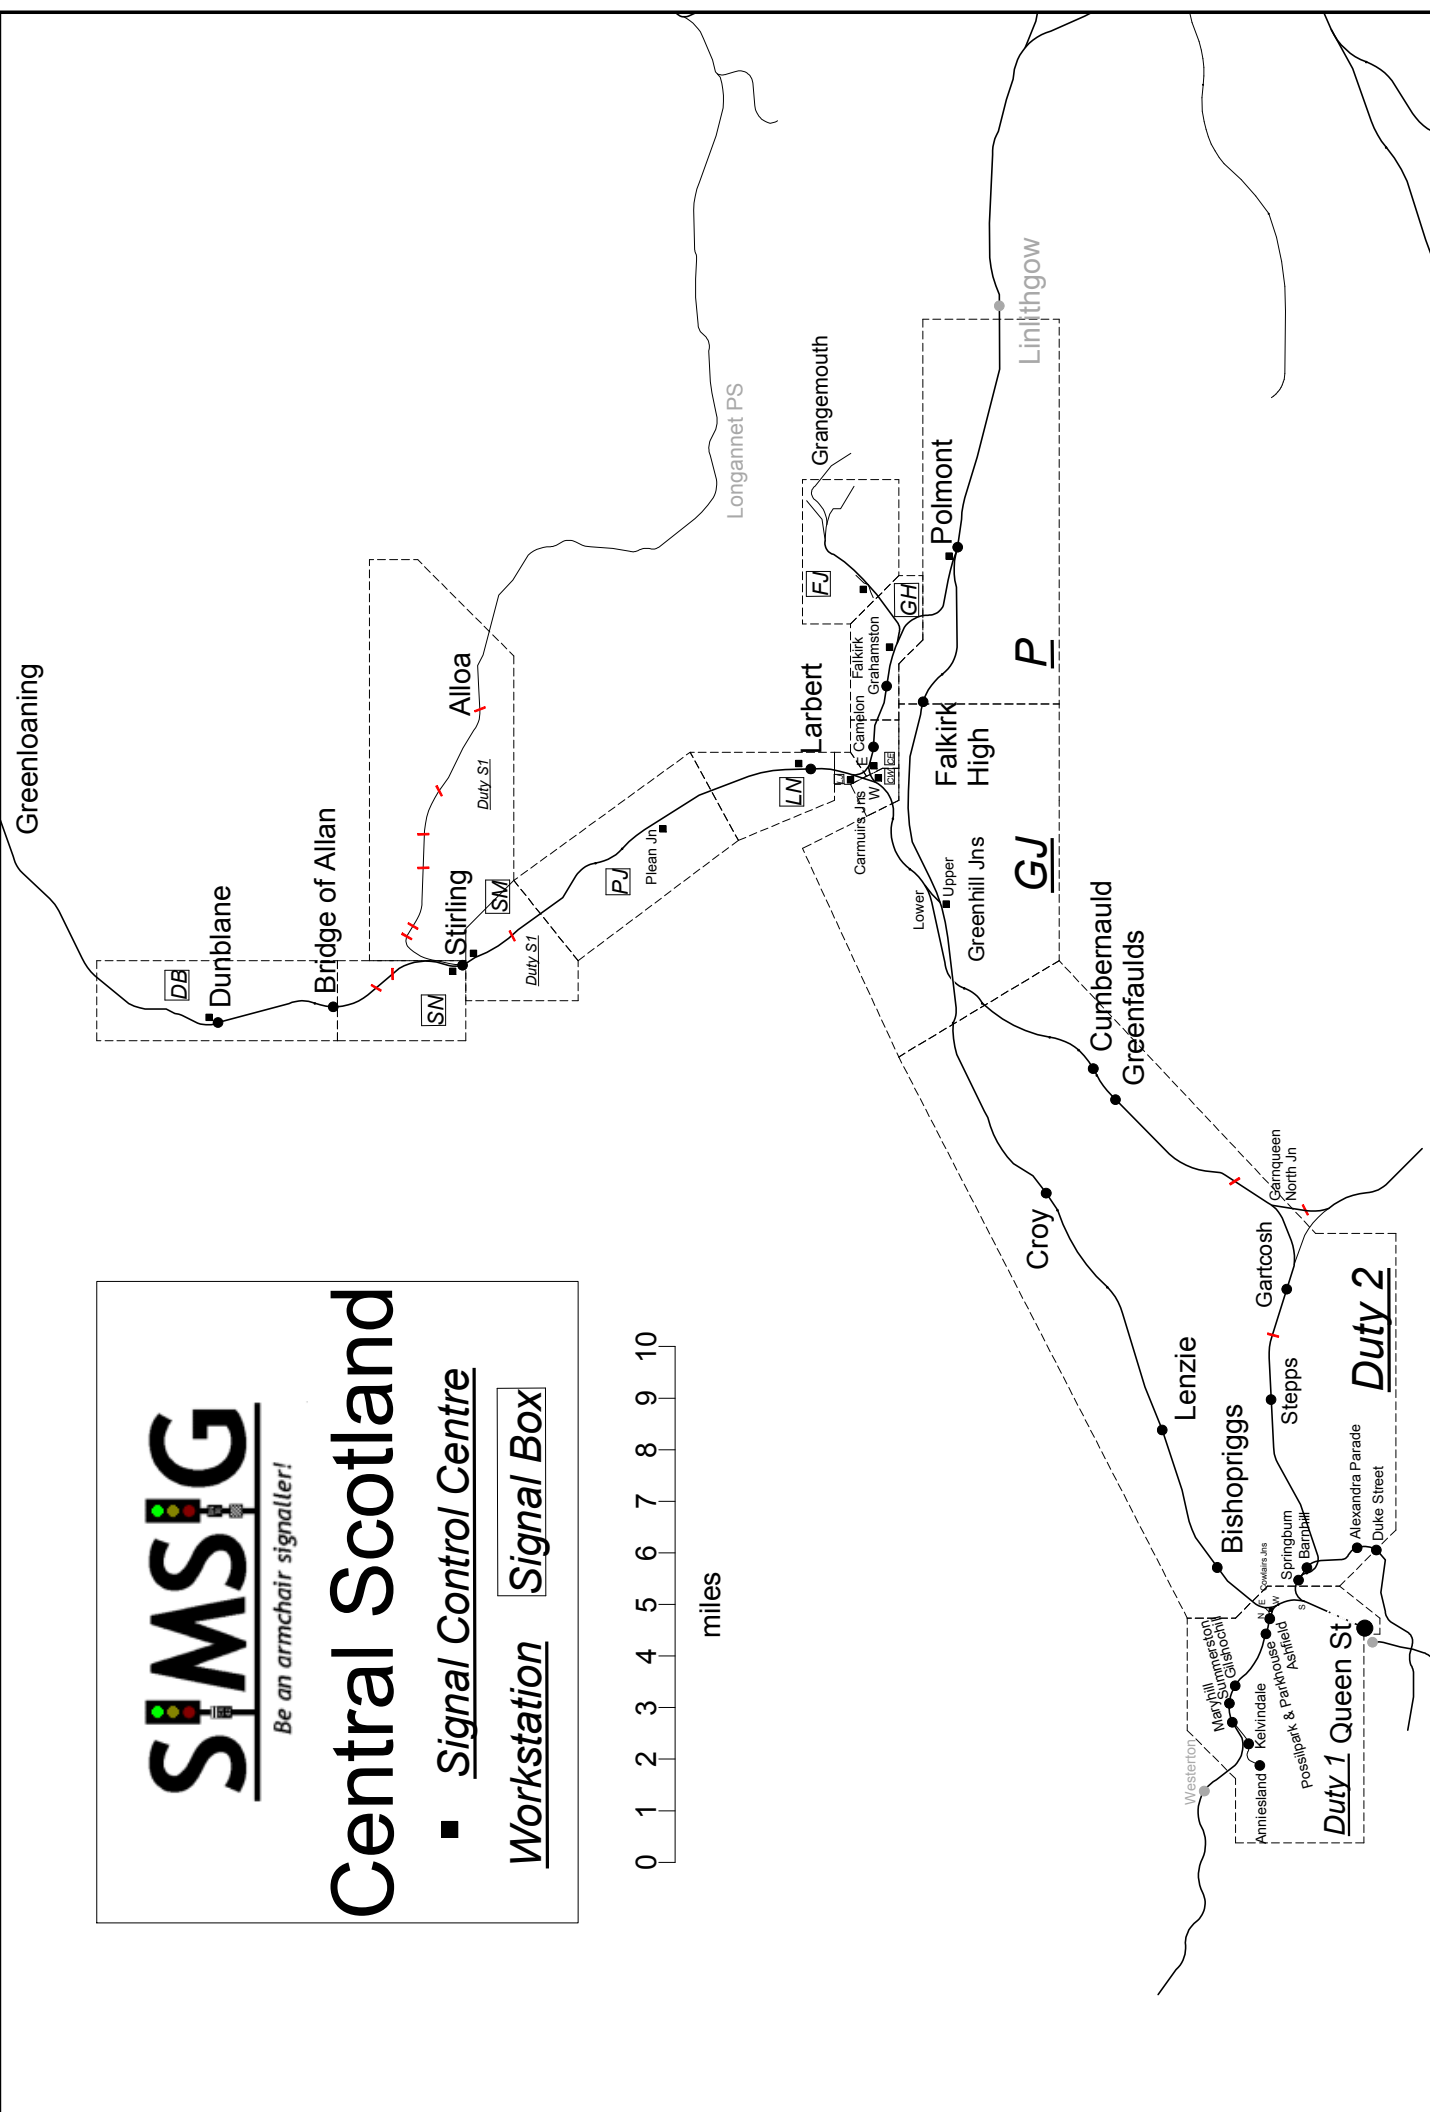 SIMSIG
Be an armchair signaller!
Central Scotland
Signal Control Centre
Workstation
Signal Box
0 1 2 3 4 5 6 7 8 9 10
miles
Greenloaning
DB
Dunblane
Bridge of Allan
SN
Stirling
SM
Duty S1
Alloa
Duty S1
Longannet PS
PJ
Plean Jn
LN
Larbert
Carmuirs Jns
E
W
CW
CE
Camelon
Falkirk
Grahamston
FJ
GH
Grangemouth
Polmont
Linlithgow
P
Falkirk
High
GJ
Lower
Upper
Greenhill Jns
Cumbernauld
Greenfaulds
Croy
Garnqueen
North Jn
Gartcosh
Lenzie
Stepps
Duty 2
Bishopriggs
Cowlairs Jns
N
E
W
S
Springburn
Barnhill
Alexandra Parade
Duke Street
Westerton
Maryhill
Summerston
Gilshochill
Anniesland
Kelvindale
Possilpark & Parkhouse
Ashfield
Duty 1
Queen St